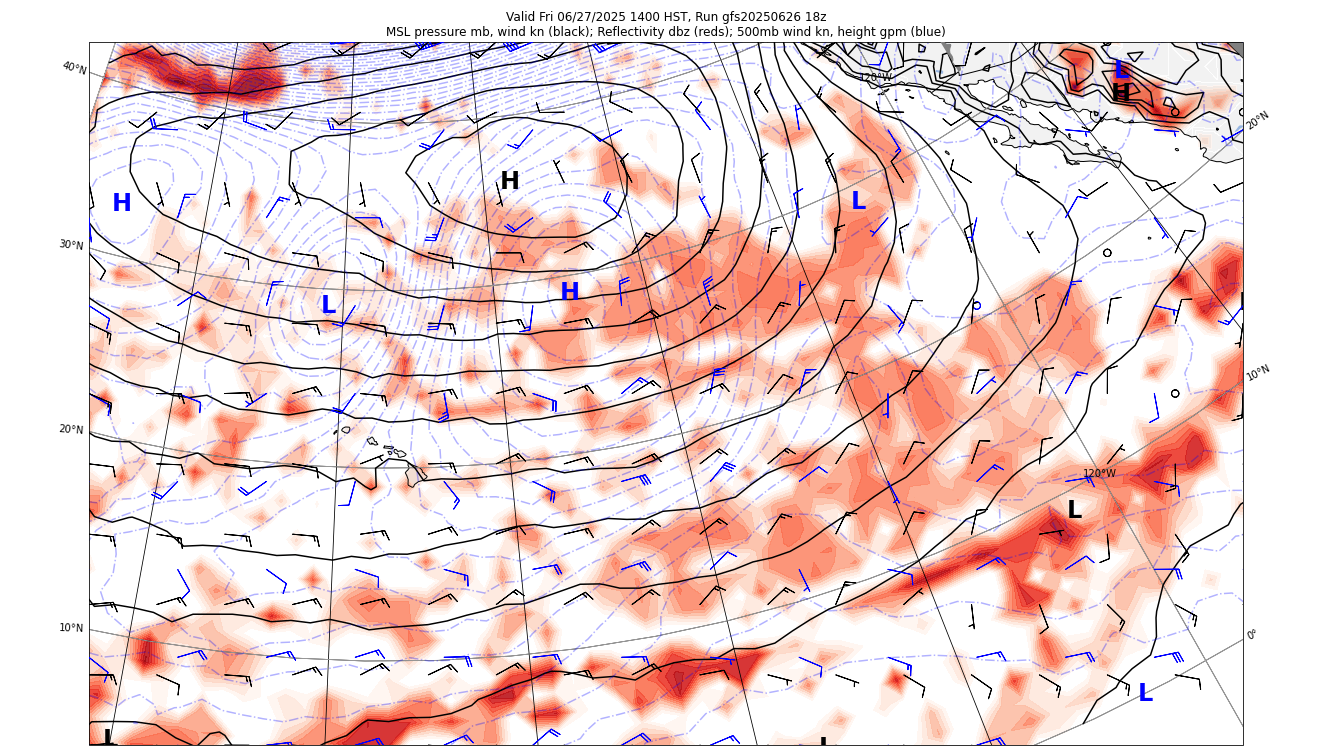 Valid Fri 06/27/2025 1400 HST, Run gfs20250626 18z
MSL pressure mb, wind kn (black); Reflectivity dbz (reds); 500mb wind kn, height gpm (blue)
40°N
120°W
L
H
20°N
H
H
L
30°N
L
H
10°N
20°N
120°W
L
10°N
0°
L
L
L